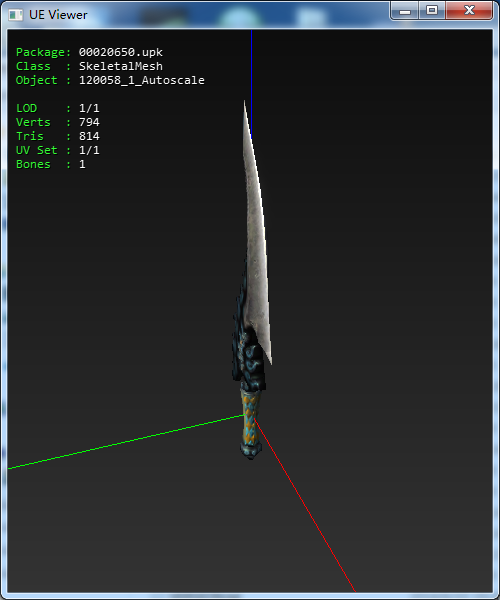 UE Viewer
Package: 00020650.upk
Class : SkeletalMesh
Object : 120058_1_Autoscale
LOD : 1/1
Verts : 794
Tris : 814
UV Set : 1/1
Bones : 1